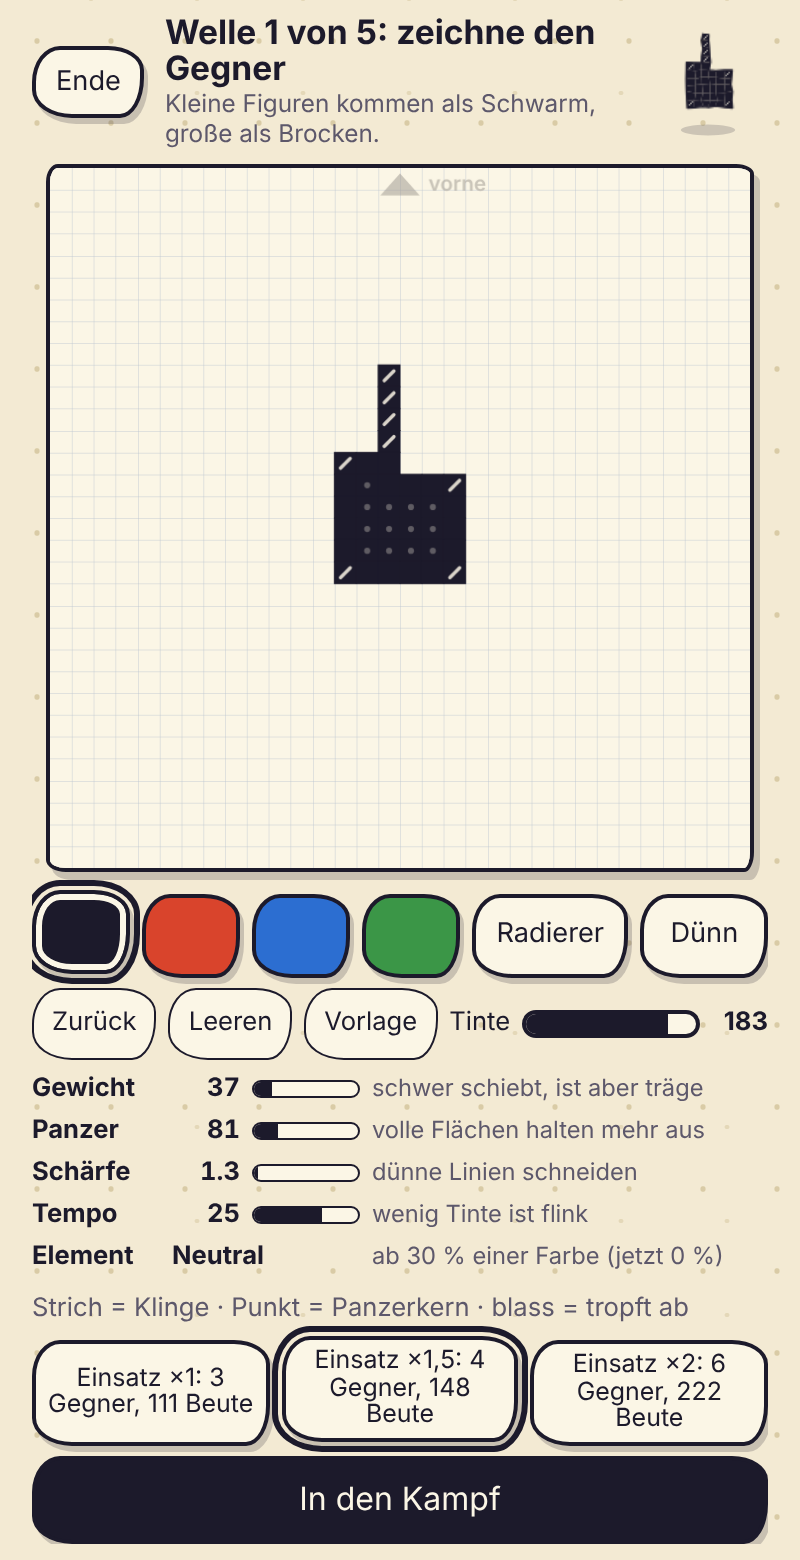 Ende
Welle 1 von 5: zeichne den
Gegner
Kleine Figuren kommen als Schwarm,
große als Brocken.
vorne
Radierer
Dünn
Zurück
Leeren
Vorlage
Tinte 183
Gewicht 37 schwer schiebt, ist aber träge
Panzer 81 volle Flächen halten mehr aus
Schärfe 1.3 dünne Linien schneiden
Tempo 25 wenig Tinte ist flink
Element Neutral ab 30 % einer Farbe (jetzt 0 %)
Strich = Klinge · Punkt = Panzerkern · blass = tropft ab
Einsatz ×1: 3
Gegner, 111 Beute
Einsatz ×1,5: 4
Gegner, 148
Beute
Einsatz ×2: 6
Gegner, 222
Beute
In den Kampf